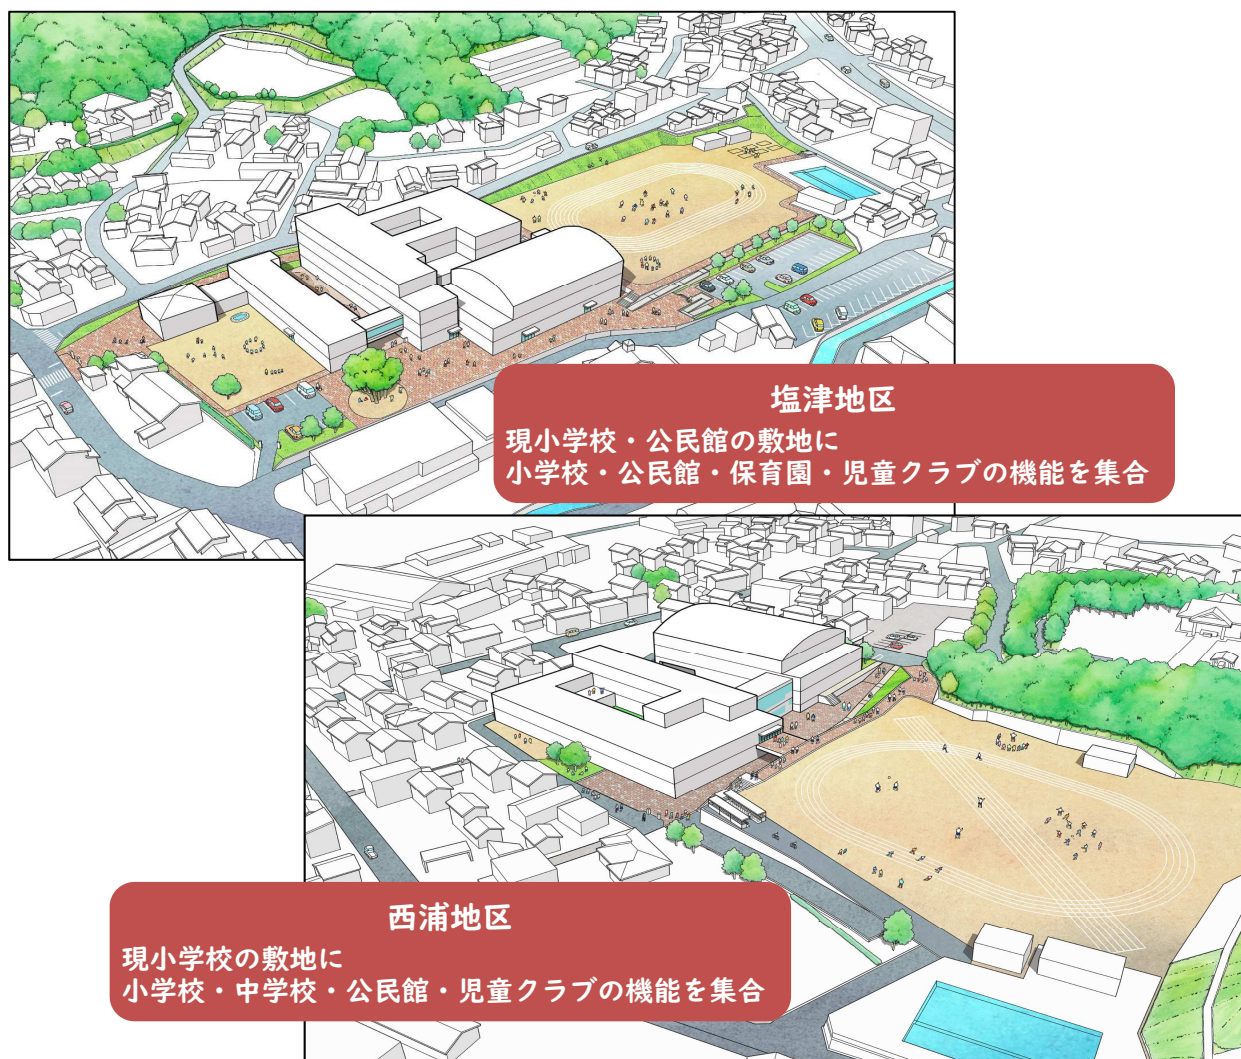 塩津地区
現小学校・公民館の敷地に
小学校・公民館・保育園・児童クラブの機能を集合
西浦地区
現小学校の敷地に
小学校・中学校・公民館・児童クラブの機能を集合